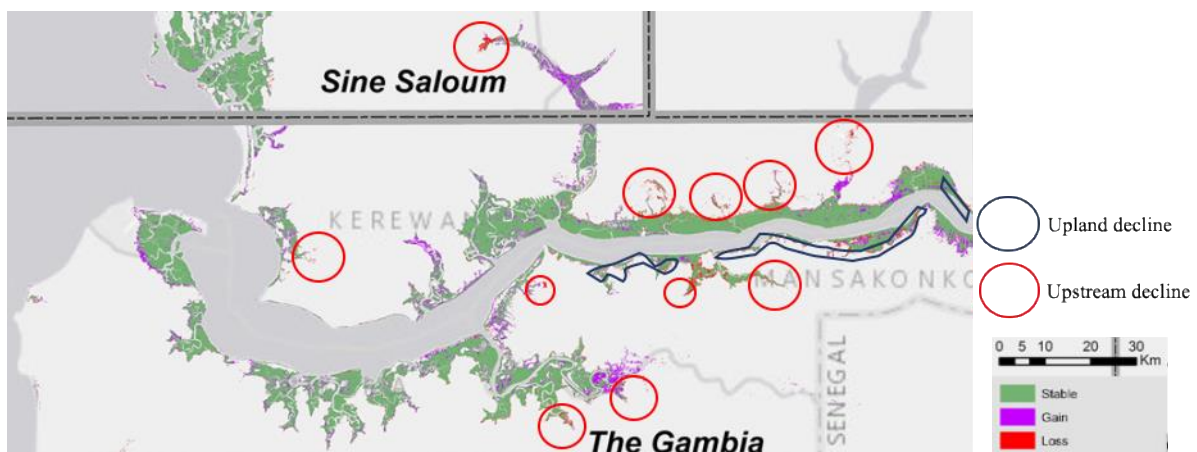 Sine Saloum
KEREWA
MANSAKONKO
SENEGAL
The Gambia
Upland decline
Upstream decline
0 5 10 20 30
Km
Stable
Gain
Loss